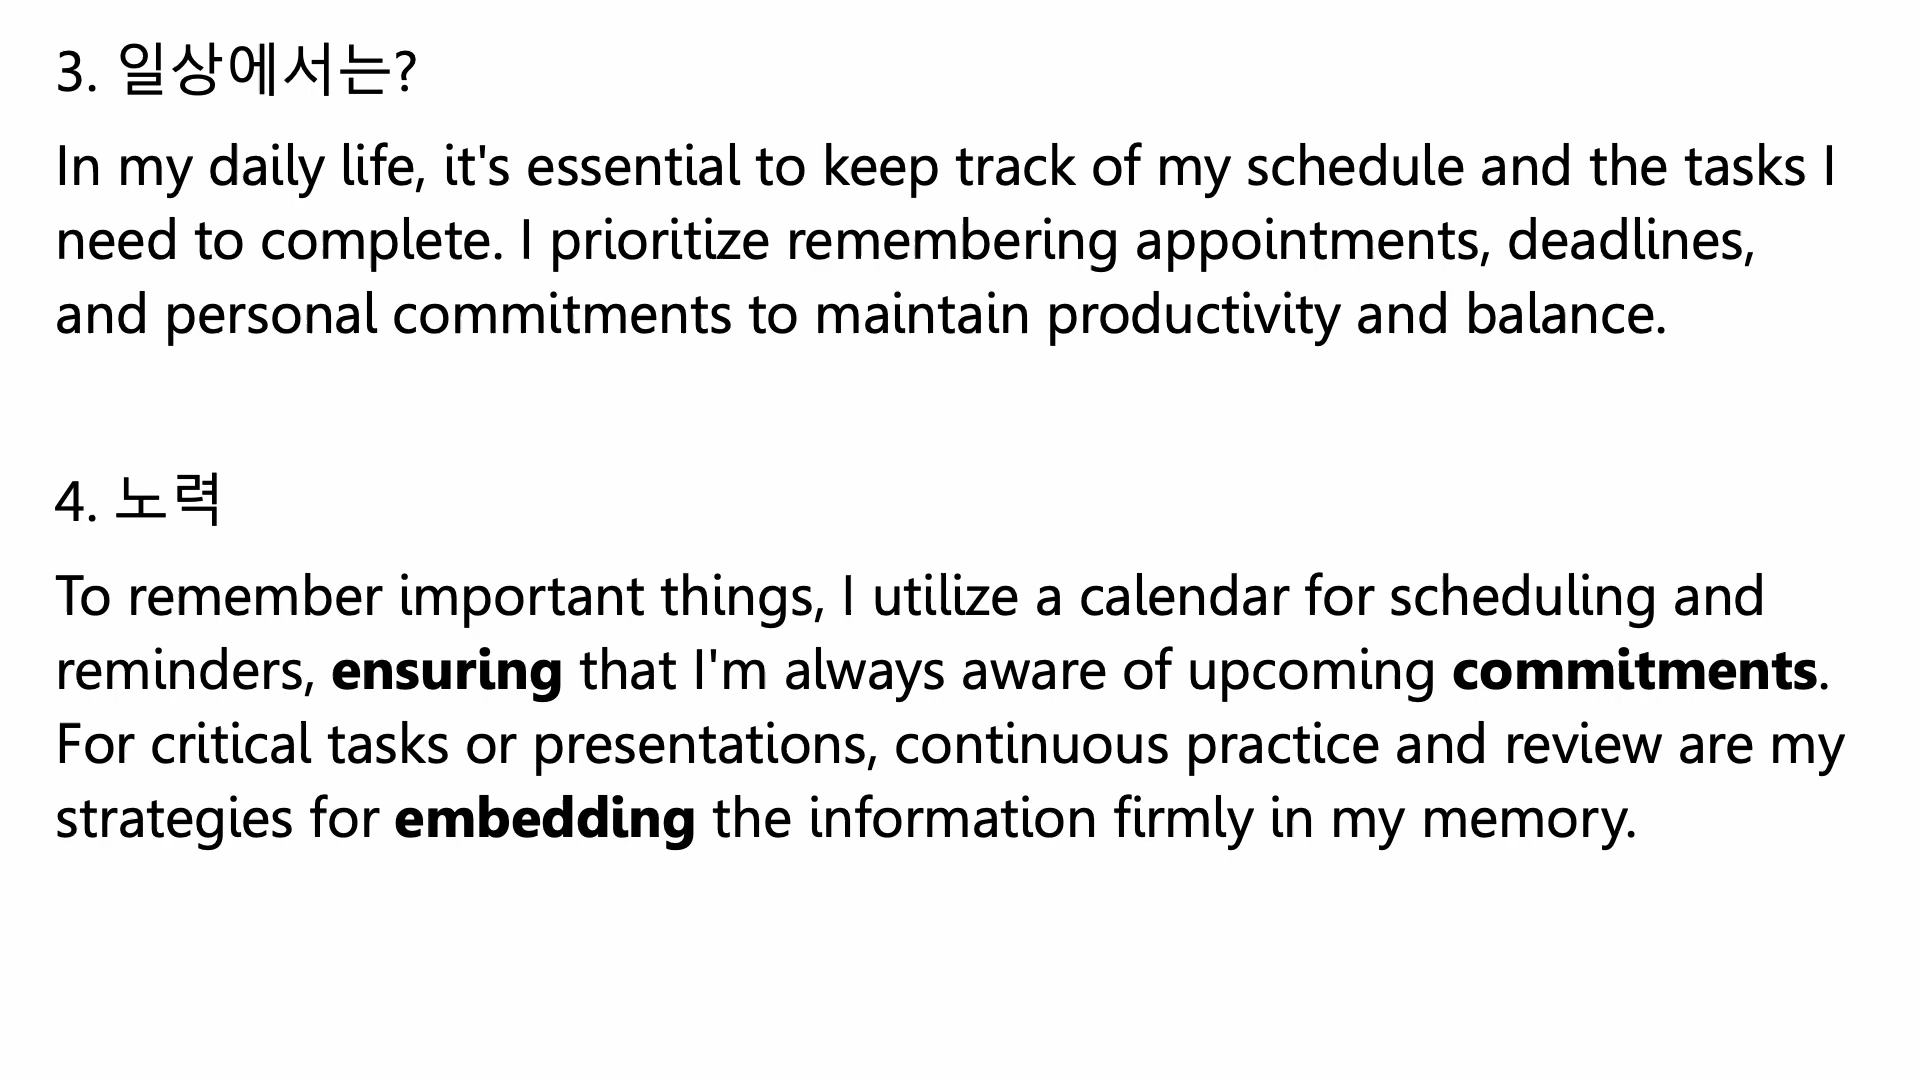 3. 일상에서는?
In my daily life, it's essential to keep track of my schedule and the tasks I
need to complete. I prioritize remembering appointments, deadlines,
and personal commitments to maintain productivity and balance.
4. 노력
To remember important things, I utilize a calendar for scheduling and
reminders, ensuring that I'm always aware of upcoming commitments.
For critical tasks or presentations, continuous practice and review are my
strategies for embedding the information firmly in my memory.